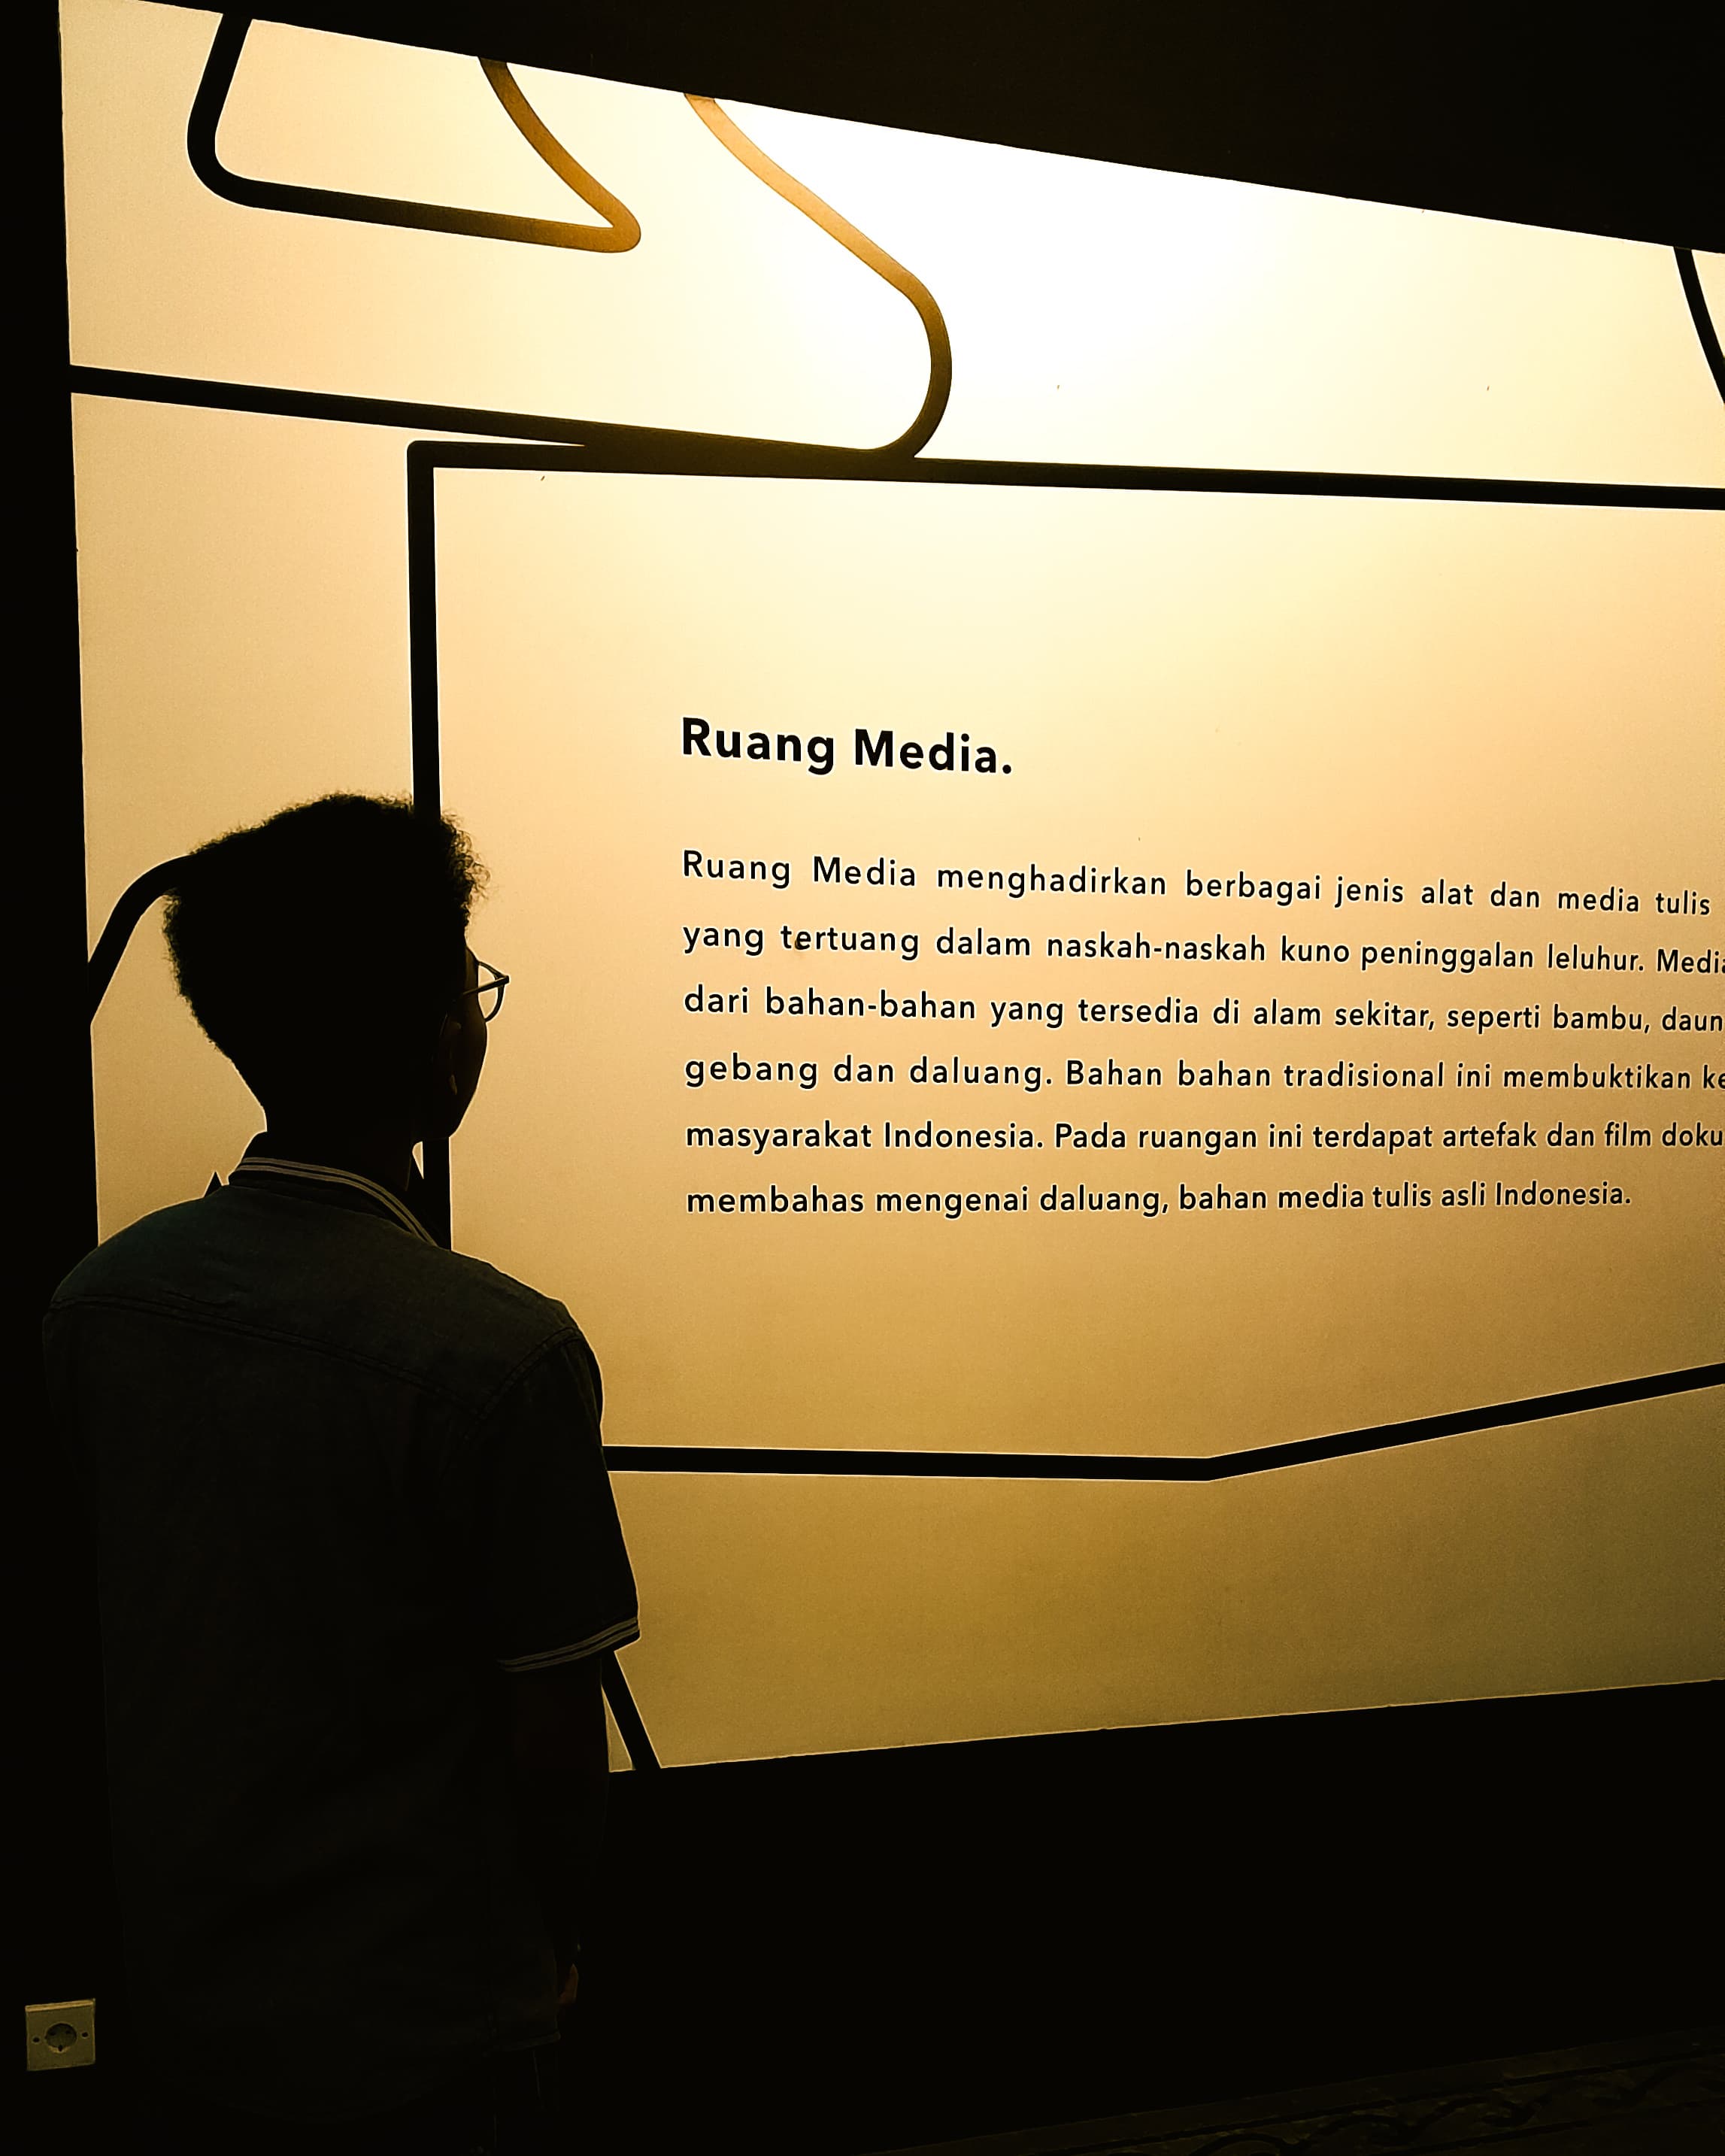 Ruang Media.
Ruang Media menghadirkan berbagai jenis alat dan media tulis
yang tertuang dalam naskah-naskah kuno peninggalan leluhur.
dari bahan-bahan yang tersedia di alam sekitar, seperti bambu, daun
gebang dan daluang. Bahan bahan tradisional ini membuktikan
masyarakat Indonesia. Pada ruangan ini terdapat artefak dan film
membahas mengenai daluang, bahan media tulis asli Indonesia.